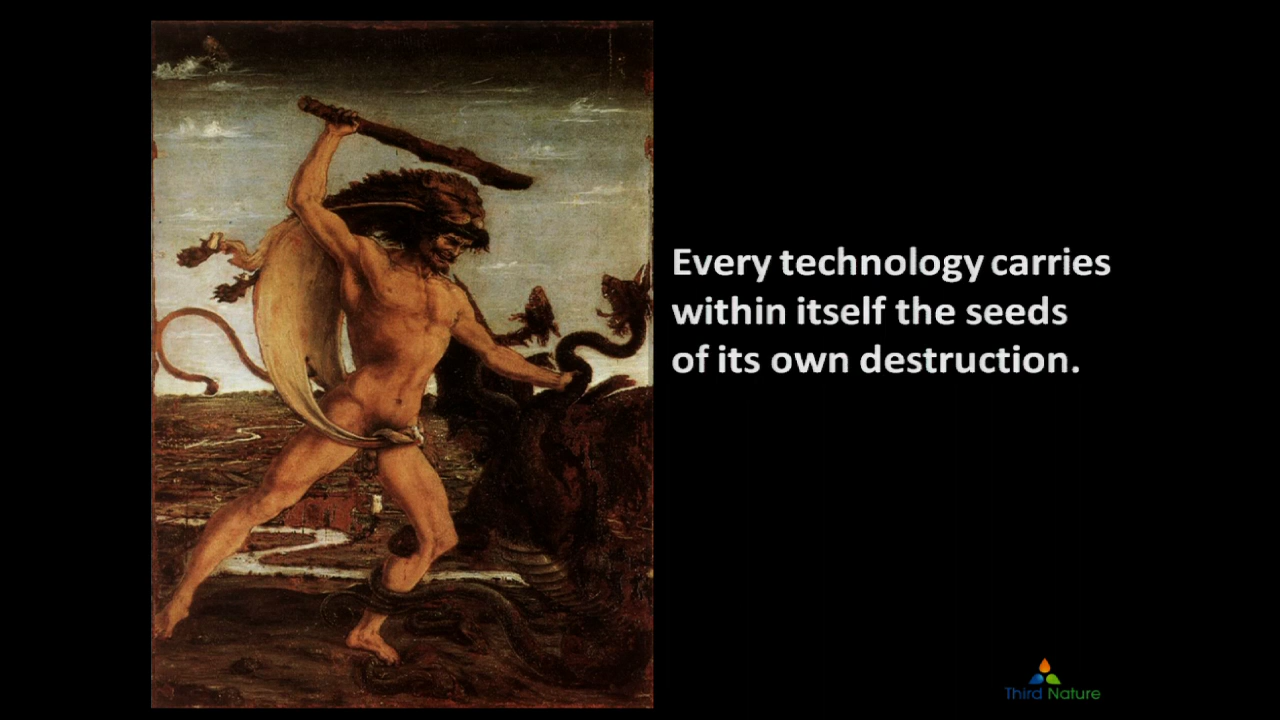 Every technology carries
within itself the seeds
of its own destruction.
Third Nature